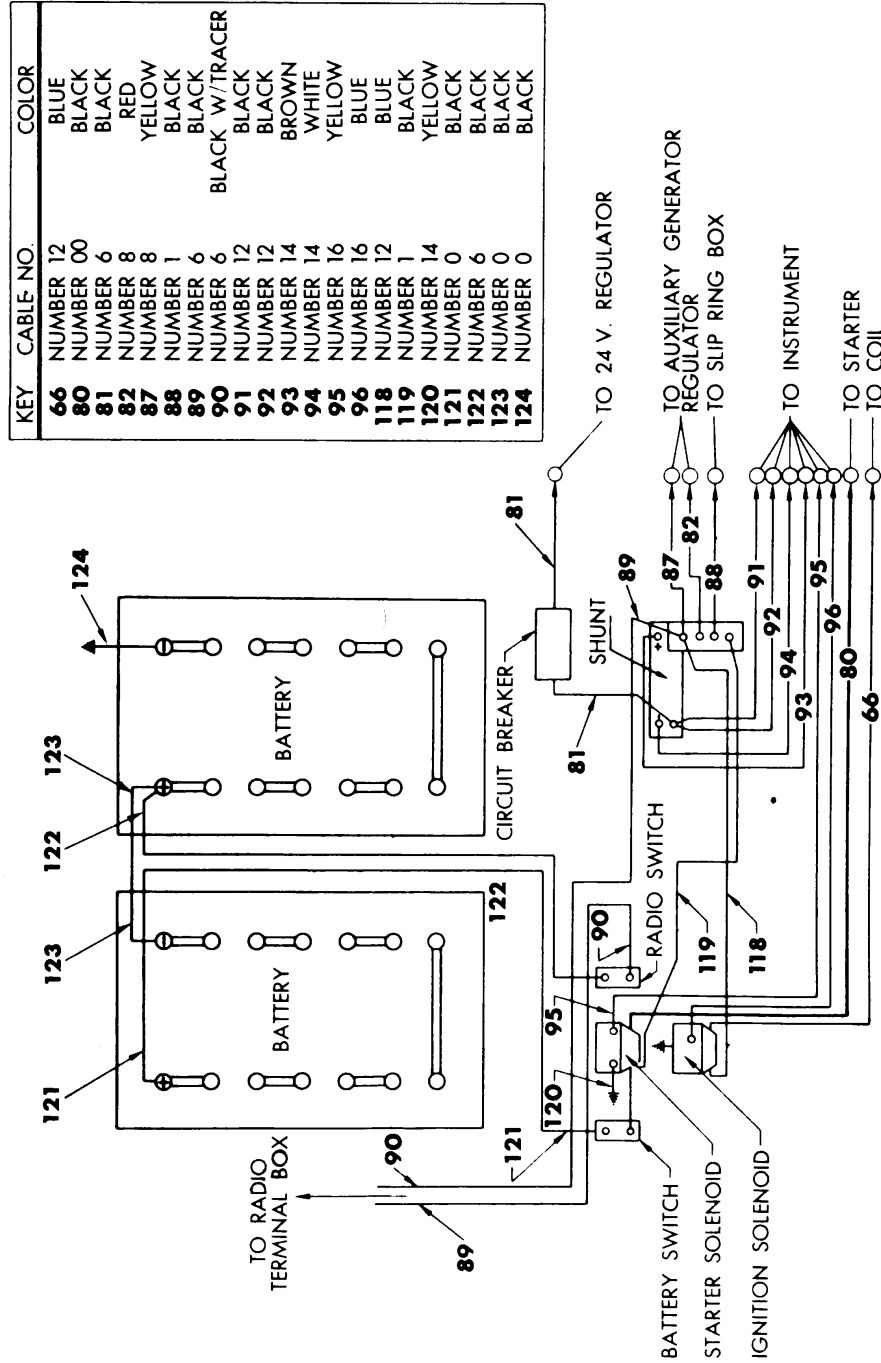 KEY CABLE NO. COLOR
66 NUMBER 12 BLUE
80 NUMBER 00 BLACK
81 NUMBER 6 BLACK
82 NUMBER 8 RED
87 NUMBER 8 YELLOW
88 NUMBER 1 BLACK
89 NUMBER 6 BLACK
90 NUMBER 6 BLACK W/TRACER
91 NUMBER 12 BLACK
92 NUMBER 12 BLACK
93 NUMBER 14 BROWN
94 NUMBER 14 WHITE
95 NUMBER 16 YELLOW
96 NUMBER 16 BLUE
118 NUMBER 12 BLUE
119 NUMBER 1 BLACK
120 NUMBER 14 YELLOW
121 NUMBER 0 BLACK
122 NUMBER 6 BLACK
123 NUMBER 0 BLACK
124 NUMBER 0 BLACK
121
123
122
123
124
BATTERY
BATTERY
122
TO RADIO
TERMINAL BOX
90
89
121
120
95
90
RADIO SWITCH
CIRCUIT BREAKER
81
81
SHUNT
89
87
82
88
91
92
94
93
95
96
80
66
119
118
BATTERY SWITCH
STARTER SOLENOID
IGNITION SOLENOID
TO 24 V. REGULATOR
TO AUXILIARY GENERATOR
REGULATOR
TO SLIP RING BOX
TO INSTRUMENT
TO STARTER
TO COIL